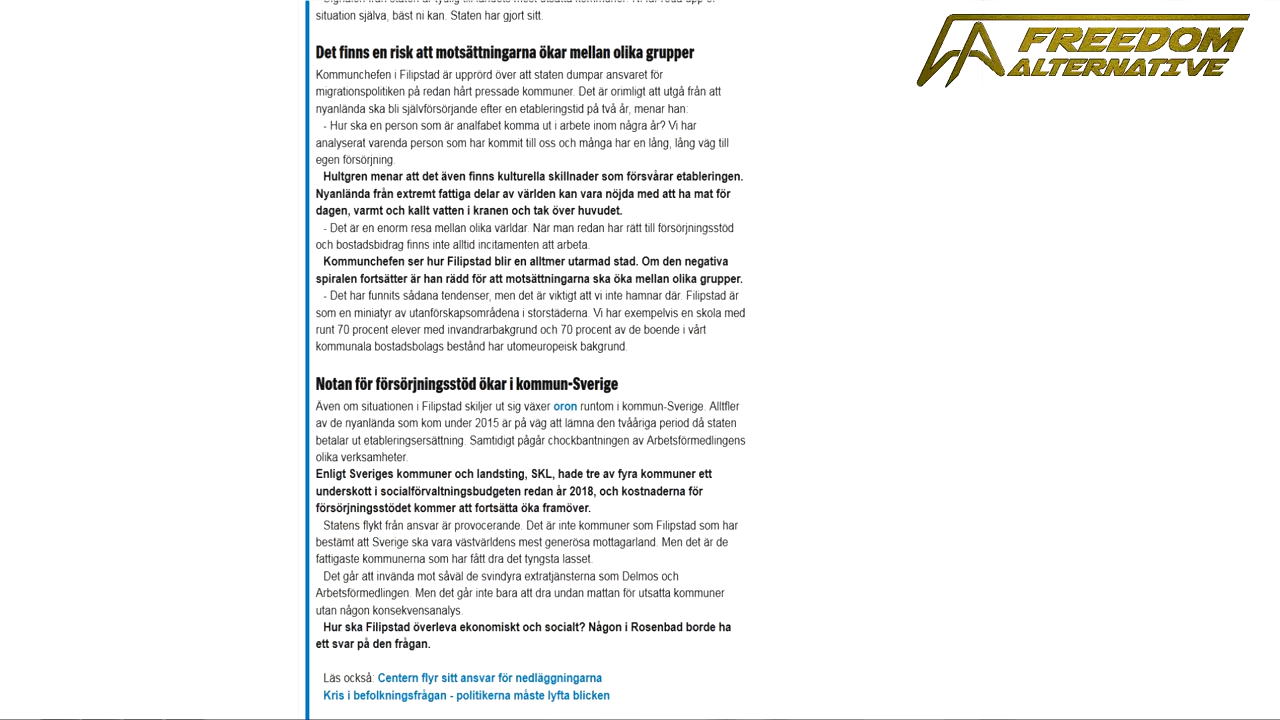 situation själva, bäst ni kan. Staten har gjort sitt.
FREEDOM
ALTERNATIVE
Det finns en risk att motsättningarna ökar mellan olika grupper
Kommunchefen i Filipstad är upprörd över att staten dumpar ansvaret för
migrationspolitiken på redan hårt pressade kommuner. Det är orimligt att utgå från att
nyanlända ska bli självförsörjande efter en etableringstid på två år, menar han:
- Hur ska en person som är analfabet komma ut i arbete inom några år? Vi har
analyserat varenda person som har kommit till oss och många har en lång, lång väg till
egen försörjning.
Hultgren menar att det även finns kulturella skillnader som försvårar etableringen.
Nyanlända från extremt fattiga delar av världen kan vara nöjda med att ha mat för
dagen, varmt och kallt vatten i kranen och tak över huvudet.
- Det är en enorm resa mellan olika världar. När man redan har rätt till försörjningsstöd
och bostadsbidrag finns inte alltid incitamenten att arbeta.
Kommunchefen ser hur Filipstad blir en alltmer utarmad stad. Om den negativa
spiralen fortsätter är han rädd för att motsättningarna ska öka mellan olika grupper.
- Det har funnits sådana tendenser, men det är viktigt att vi inte hamnar där. Filipstad är
som en miniatyr av utanförskapsområdena i storstäderna. Vi har exempelvis en skola med
runt 70 procent elever med invandrarbakgrund och 70 procent av de boende i vårt
kommunala bostadsbolags bestånd har utomeuropeisk bakgrund.
Notan för försörjningsstöd ökar i kommun-Sverige
Även om situationen i Filipstad skiljer ut sig växer oron runtom i kommun-Sverige. Alltfler
av de nyanlända som kom under 2015 är på väg att lämna den tvååriga period då staten
betalar ut etableringsersättning. Samtidigt pågår chockbantningen av Arbetsförmedlingens
olika verksamheter.
Enligt Sveriges kommuner och landsting, SKL, hade tre av fyra kommuner ett
underskott i socialförvaltningsbudgeten redan år 2018, och kostnaderna för
försörjningsstödet kommer att fortsätta öka framöver.
Statens flykt från ansvar är provocerande. Det är inte kommuner som Filipstad som har
bestämt att Sverige ska vara västvärldens mest generösa mottagarland. Men det är de
fattigaste kommunerna som har fått dra det tyngsta lasset.
Det går att invända mot såväl de svindyra extratjänsterna som Delmos och
Arbetsförmedlingen. Men det går inte bara att dra undan mattan för utsatta kommuner
utan någon konsekvensanalys.
Hur ska Filipstad överleva ekonomiskt och socialt? Någon i Rosenbad borde ha
ett svar på den frågan.
Läs också: Centern flyr sitt ansvar för nedläggningarna
Kris i befolkningsfrågan - politikerna måste lyfta blicken